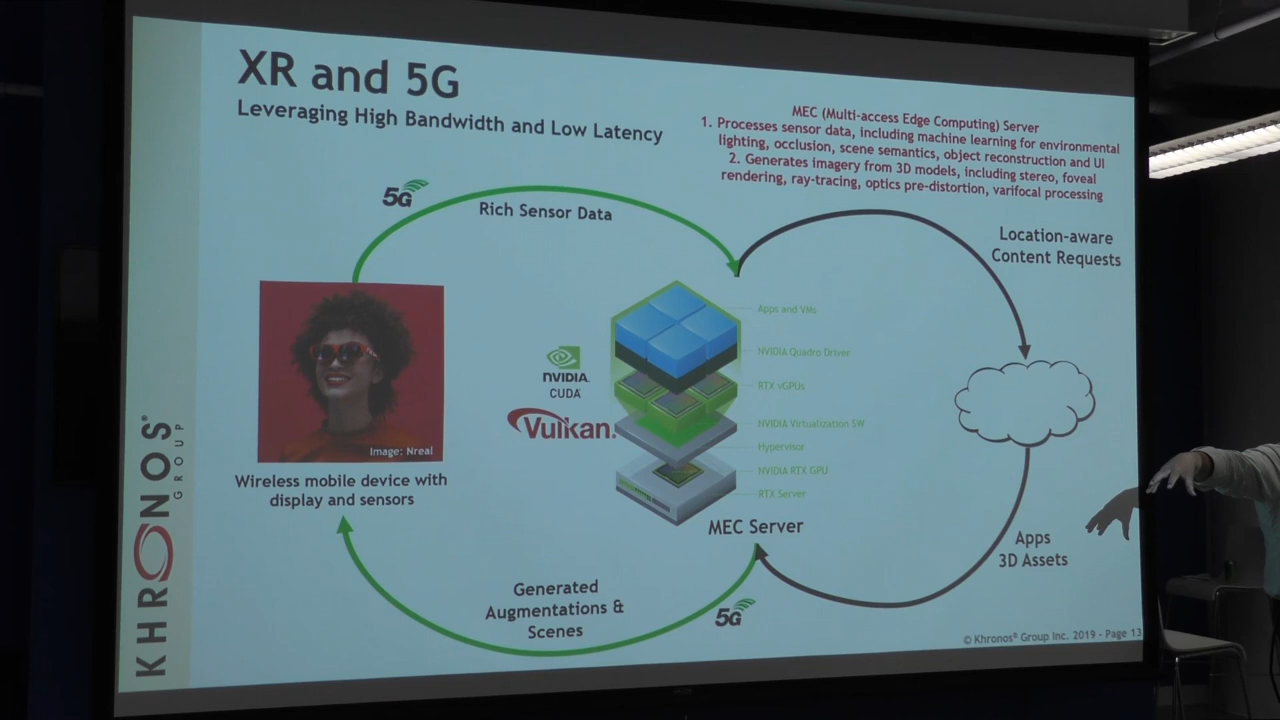 XR and 5G
Leveraging High Bandwidth and Low Latency
MEC (Multi-access Edge Computing) Server
1. Processes sensor data, including machine learning for environmental
lighting, occlusion, scene semantics, object reconstruction and UI
2. Generates imagery from 3D models, including stereo, foveal
rendering, ray-tracing, optics pre-distortion, varifocal processing
5G
Rich Sensor Data
Location-aware
Content Requests
Apps and VMs
NVIDIA Quadro Driver
RTX vGPUs
NVIDIA Virtualization SW
Hypervisor
NVIDIA RTX GPU
RTX Server
NVIDIA.
CUDA
Vulkan.
Image: Nreal
Wireless mobile device with
display and sensors
MEC Server
Apps
3D Assets
Generated
Augmentations &
Scenes
5G
KHRONOS®
GROUP
© Khronos® Group Inc. 2019 - Page 13